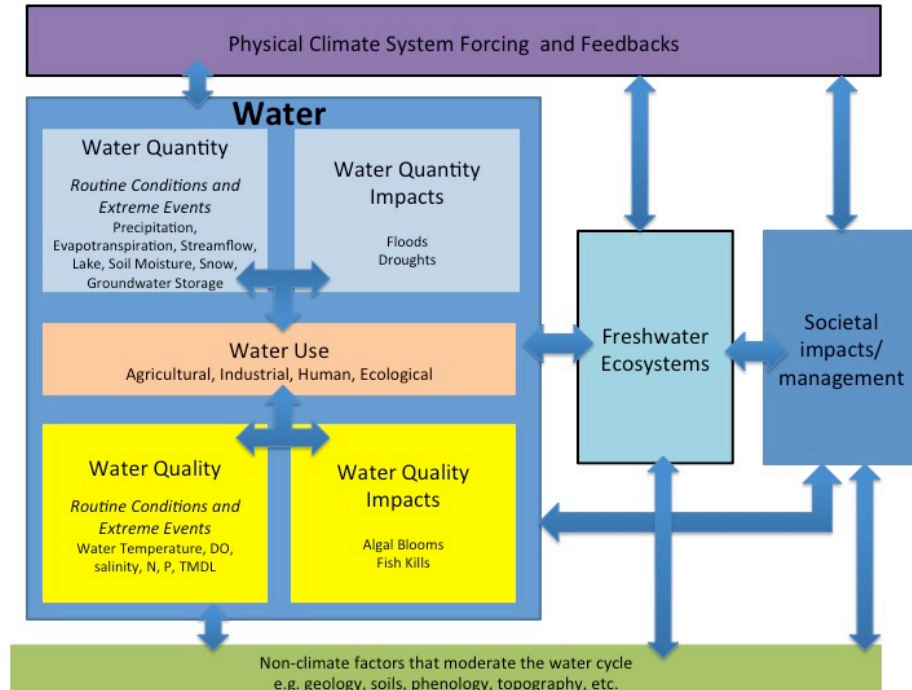 Physical Climate System Forcing  and Feedbacks
Water
Water Quantity
Routine Conditions and
Extreme Events
Precipitation,
Evapotranspiration, Streamflow,
Lake, Soil Moisture, Snow,
Groundwater Storage
Water Quantity
Impacts
Floods
Droughts
Water Use
Agricultural, Industrial, Human, Ecological
Water Quality
Routine Conditions and
Extreme Events
Water Temperature, DO,
salinity, N, P, TMDL
Water Quality
Impacts
Algal Blooms
Fish Kills
Freshwater
Ecosystems
Societal
impacts/
management
Non-climate factors that moderate the water cycle
e.g. geology, soils, phenology, topography, etc.